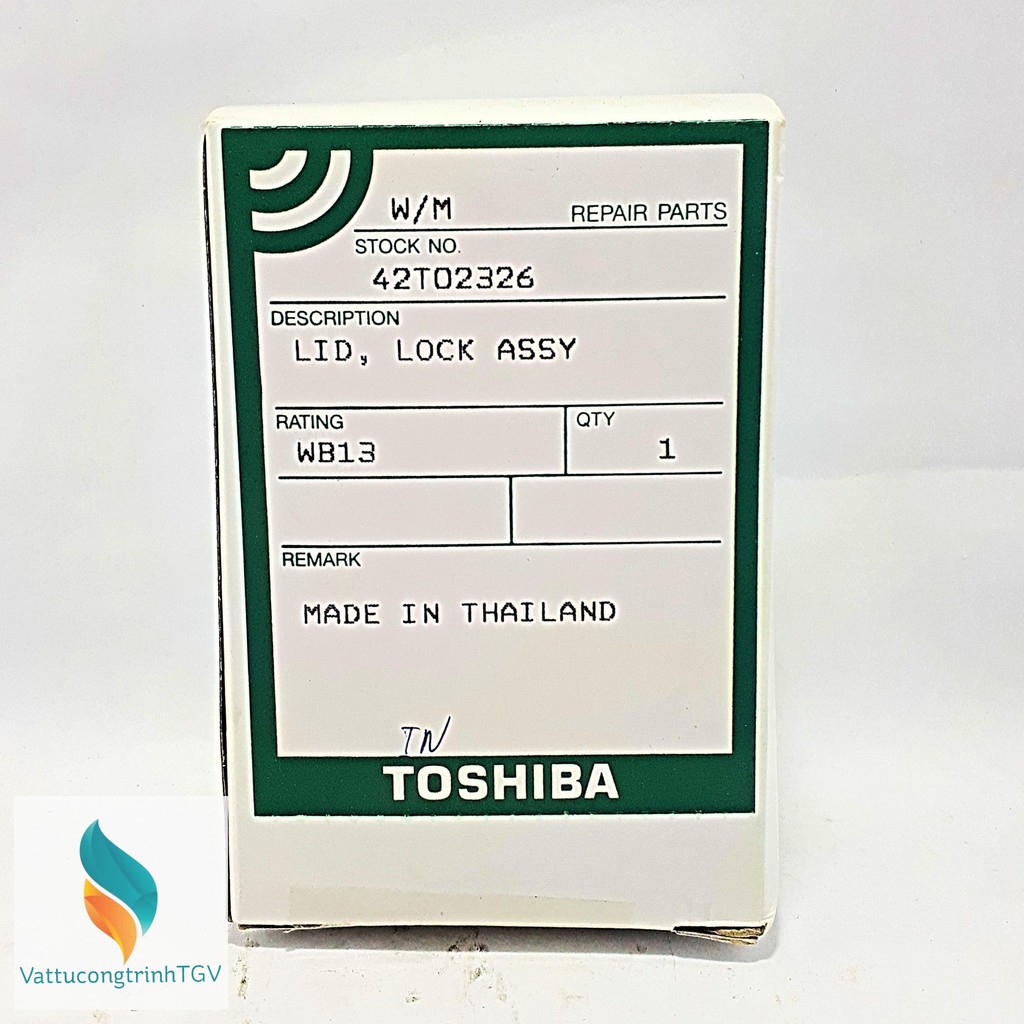 W/M REPAIR PARTS
STOCK NO.
42T02326
DESCRIPTION
LID, LOCK ASSY
RATING QTY
WB13 1
REMARK
MADE IN THAILAND
IN
TOSHIBA
VattucongtrinhTGV